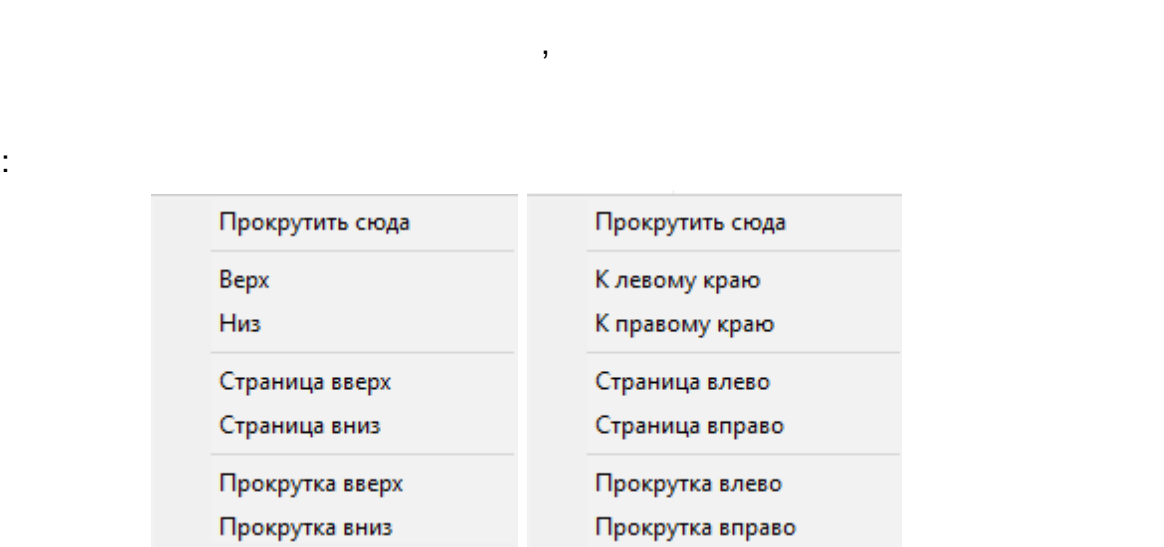 ,
:
Прокрутить сюда
Верх
Низ
Страница вверх
Страница вниз
Прокрутка вверх
Прокрутка вниз
Прокрутить сюда
К левому краю
К правому краю
Страница влево
Страница вправо
Прокрутка влево
Прокрутка вправо